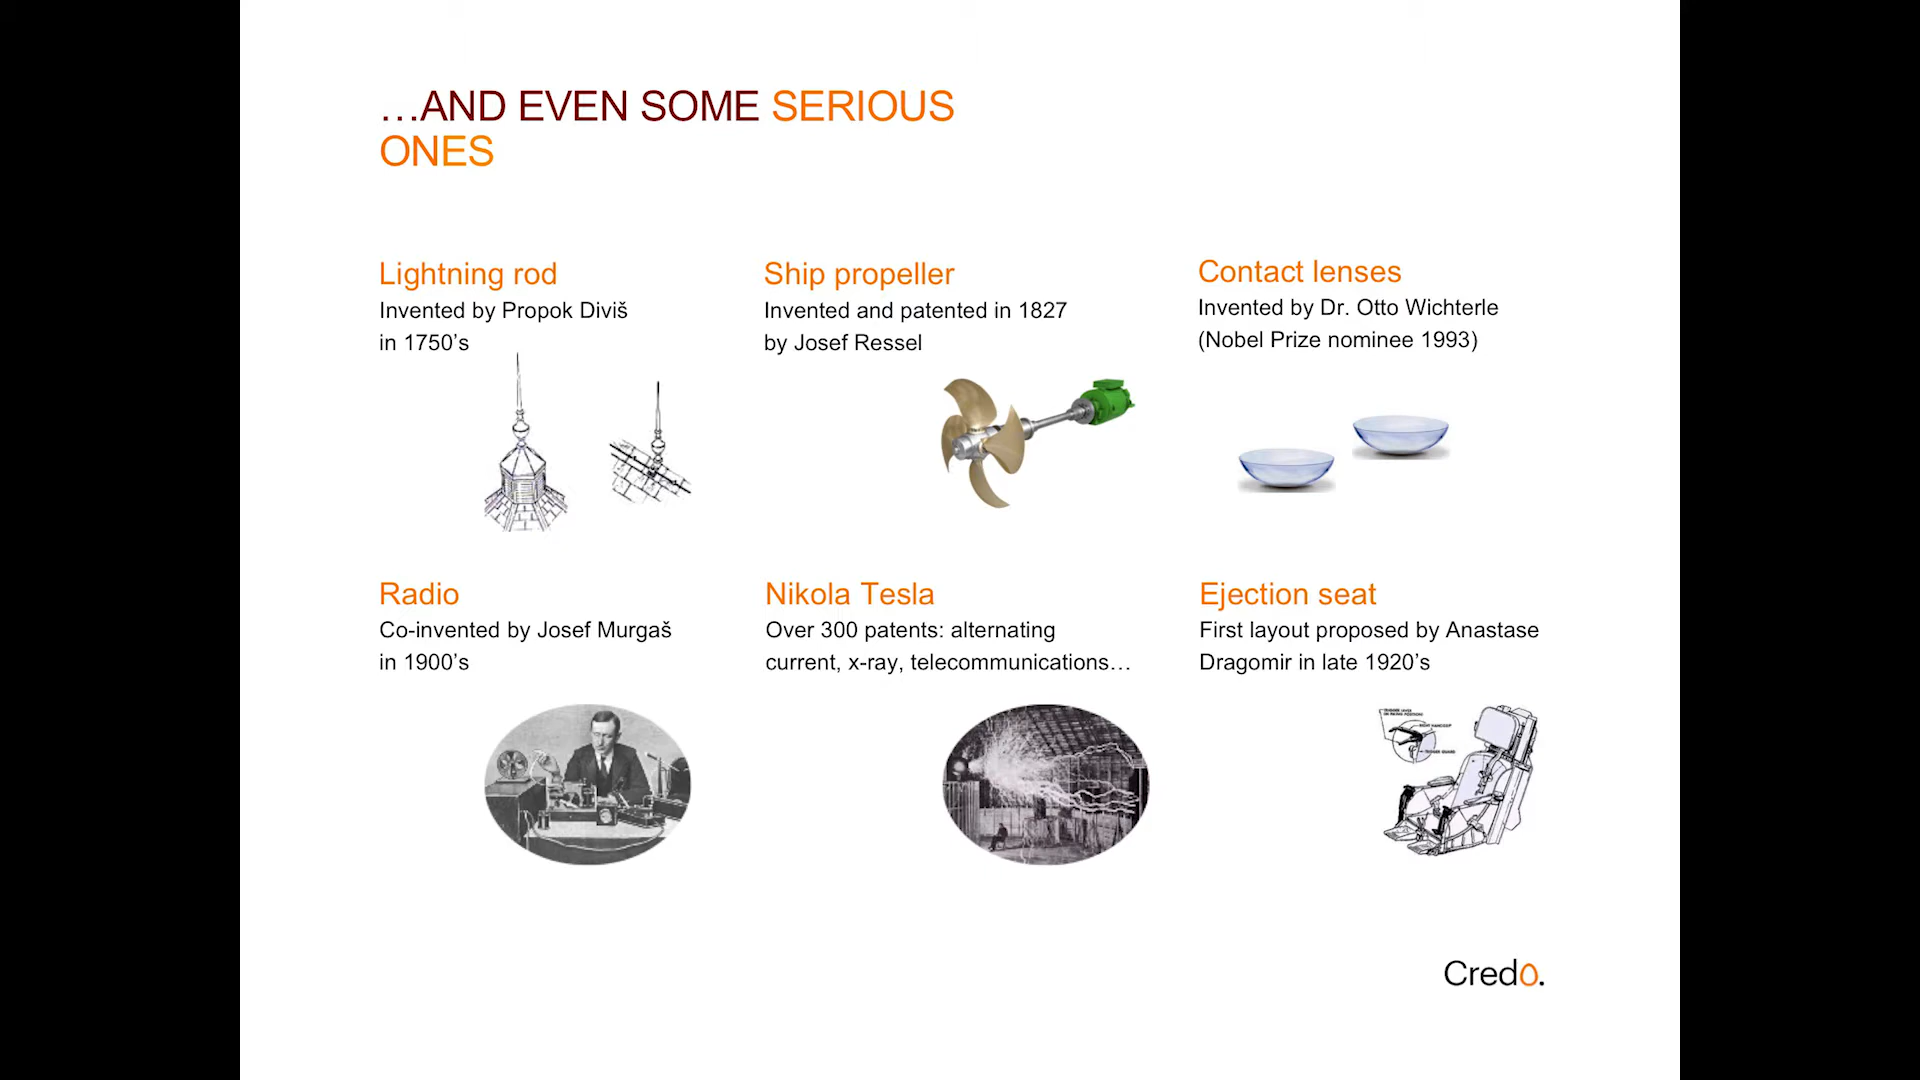 …AND EVEN SOME SERIOUS
ONES
Lightning rod
Invented by Propok Diviš
in 1750’s
Ship propeller
Invented and patented in 1827
by Josef Ressel
Contact lenses
Invented by Dr. Otto Wichterle
(Nobel Prize nominee 1993)
Radio
Co-invented by Josef Murgaš
in 1900’s
Nikola Tesla
Over 300 patents: alternating
current, x-ray, telecommunications…
Ejection seat
First layout proposed by Anastase
Dragomir in late 1920’s
Credo.